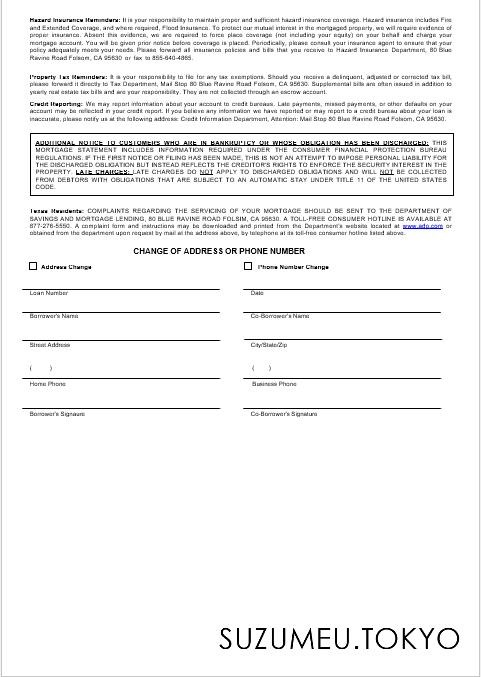 Hazard Insurance Reminders: It is your responsibility to maintain proper and sufficient hazard insurance coverage. Hazard insurance includes Fire
and Extended Coverage, and where required, Flood Insurance. To protect our mutual interest in the mortgaged property, we will require evidence of
proper insurance. Absent this evidence, we are required to force place coverage (not including your equity) on your behalf and charge your
mortgage account. You will be given prior notice before coverage is placed. Periodically, please consult your insurance agent to ensure that your
policy adequately meets your needs. Please forward all insurance policies and bills that you receive to Hazard Insurance Department, 80 Blue
Ravine Road Folsom, CA 95630 or fax to 855-640-4865.
Property Tax Reminders: It is your responsibility to file for any tax exemptions. Should you receive a delinquent, adjusted or corrected tax bill,
please forward it directly to Tax Department, Mail Stop 80 Blue Ravine Road Folsom, CA 95630. Supplemental bills are often issued in addition to
yearly real estate tax bills and are your responsibility. They are not collected through an escrow account.
Credit Reporting: We may report information about your account to credit bureaus. Late payments, missed payments, or other defaults on your
account may be reflected in your credit report. If you believe any information we have reported or may report to a credit bureau about your loan is
inaccurate, please notify us at the following address: Credit Information Department, Attention: Mail Stop 80 Blue Ravine Road Folsom, CA 95630.
ADDITIONAL NOTICE TO CUSTOMERS WHO ARE IN BANKRUPTCY OR WHOSE OBLIGATION HAS BEEN DISCHARGED: THIS
MORTGAGE STATEMENT INCLUDES INFORMATION REQUIRED UNDER THE CONSUMER FINANCIAL PROTECTION BUREAU
REGULATIONS. IF THE FIRST NOTICE OR FILING HAS BEEN MADE, THIS IS NOT AN ATTEMPT TO IMPOSE PERSONAL LIABILITY FOR
THE DISCHARGED OBLIGATION BUT INSTEAD REFLECTS THE CREDITOR'S RIGHTS TO ENFORCE THE SECURITY INTEREST IN THE
PROPERTY. LATE CHARGES: LATE CHARGES DO NOT APPLY TO DISCHARGED OBLIGATIONS AND WILL NOT BE COLLECTED
FROM DEBTORS WITH OBLIGATIONS THAT ARE SUBJECT TO AN AUTOMATIC STAY UNDER TITLE 11 OF THE UNITED STATES
CODE.
Texas Residents: COMPLAINTS REGARDING THE SERVICING OF YOUR MORTGAGE SHOULD BE SENT TO THE DEPARTMENT OF
SAVINGS AND MORTGAGE LENDING, 80 BLUE RAVINE ROAD FOLSIM, CA 95630. A TOLL-FREE CONSUMER HOTLINE IS AVAILABLE AT
877-276-5550. A complaint form and instructions may be downloaded and printed from the Department's website located at www.adp.com or
obtained from the department upon request by mail at the address above, by telephone at its toll-free consumer hotline listed above.
CHANGE OF ADDRESS OR PHONE NUMBER
Address Change Phone Number Change
Loan Number Date
Borrower's Name Co-Borrower's Name
Street Address City/State/Zip
( ) ( )
Home Phone Business Phone
Borrower's Signaure Co-Borrower's Signature
SUZUMEU.TOKYO